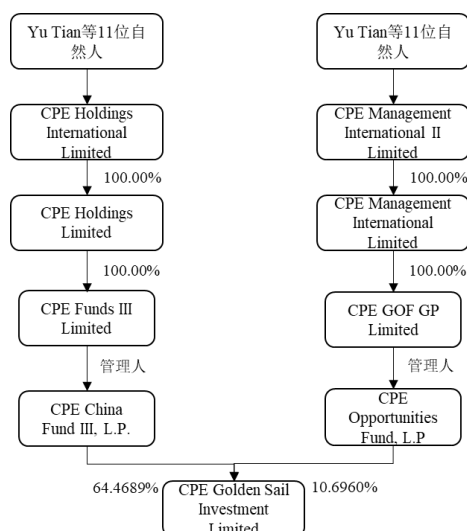 Yu Tian等11位自
然人
CPE Holdings
International
Limited
100.00%
CPE Holdings
Limited
100.00%
CPE Funds III
Limited
管理人
CPE China
Fund III, L.P.
64.4689%
Yu Tian等11位自
然人
CPE Management
International II
Limited
100.00%
CPE Management
International
Limited
100.00%
CPE GOF GP
Limited
管理人
CPE
Opportunities
Fund, L.P
10.6960%
CPE Golden Sail
Investment
Limited